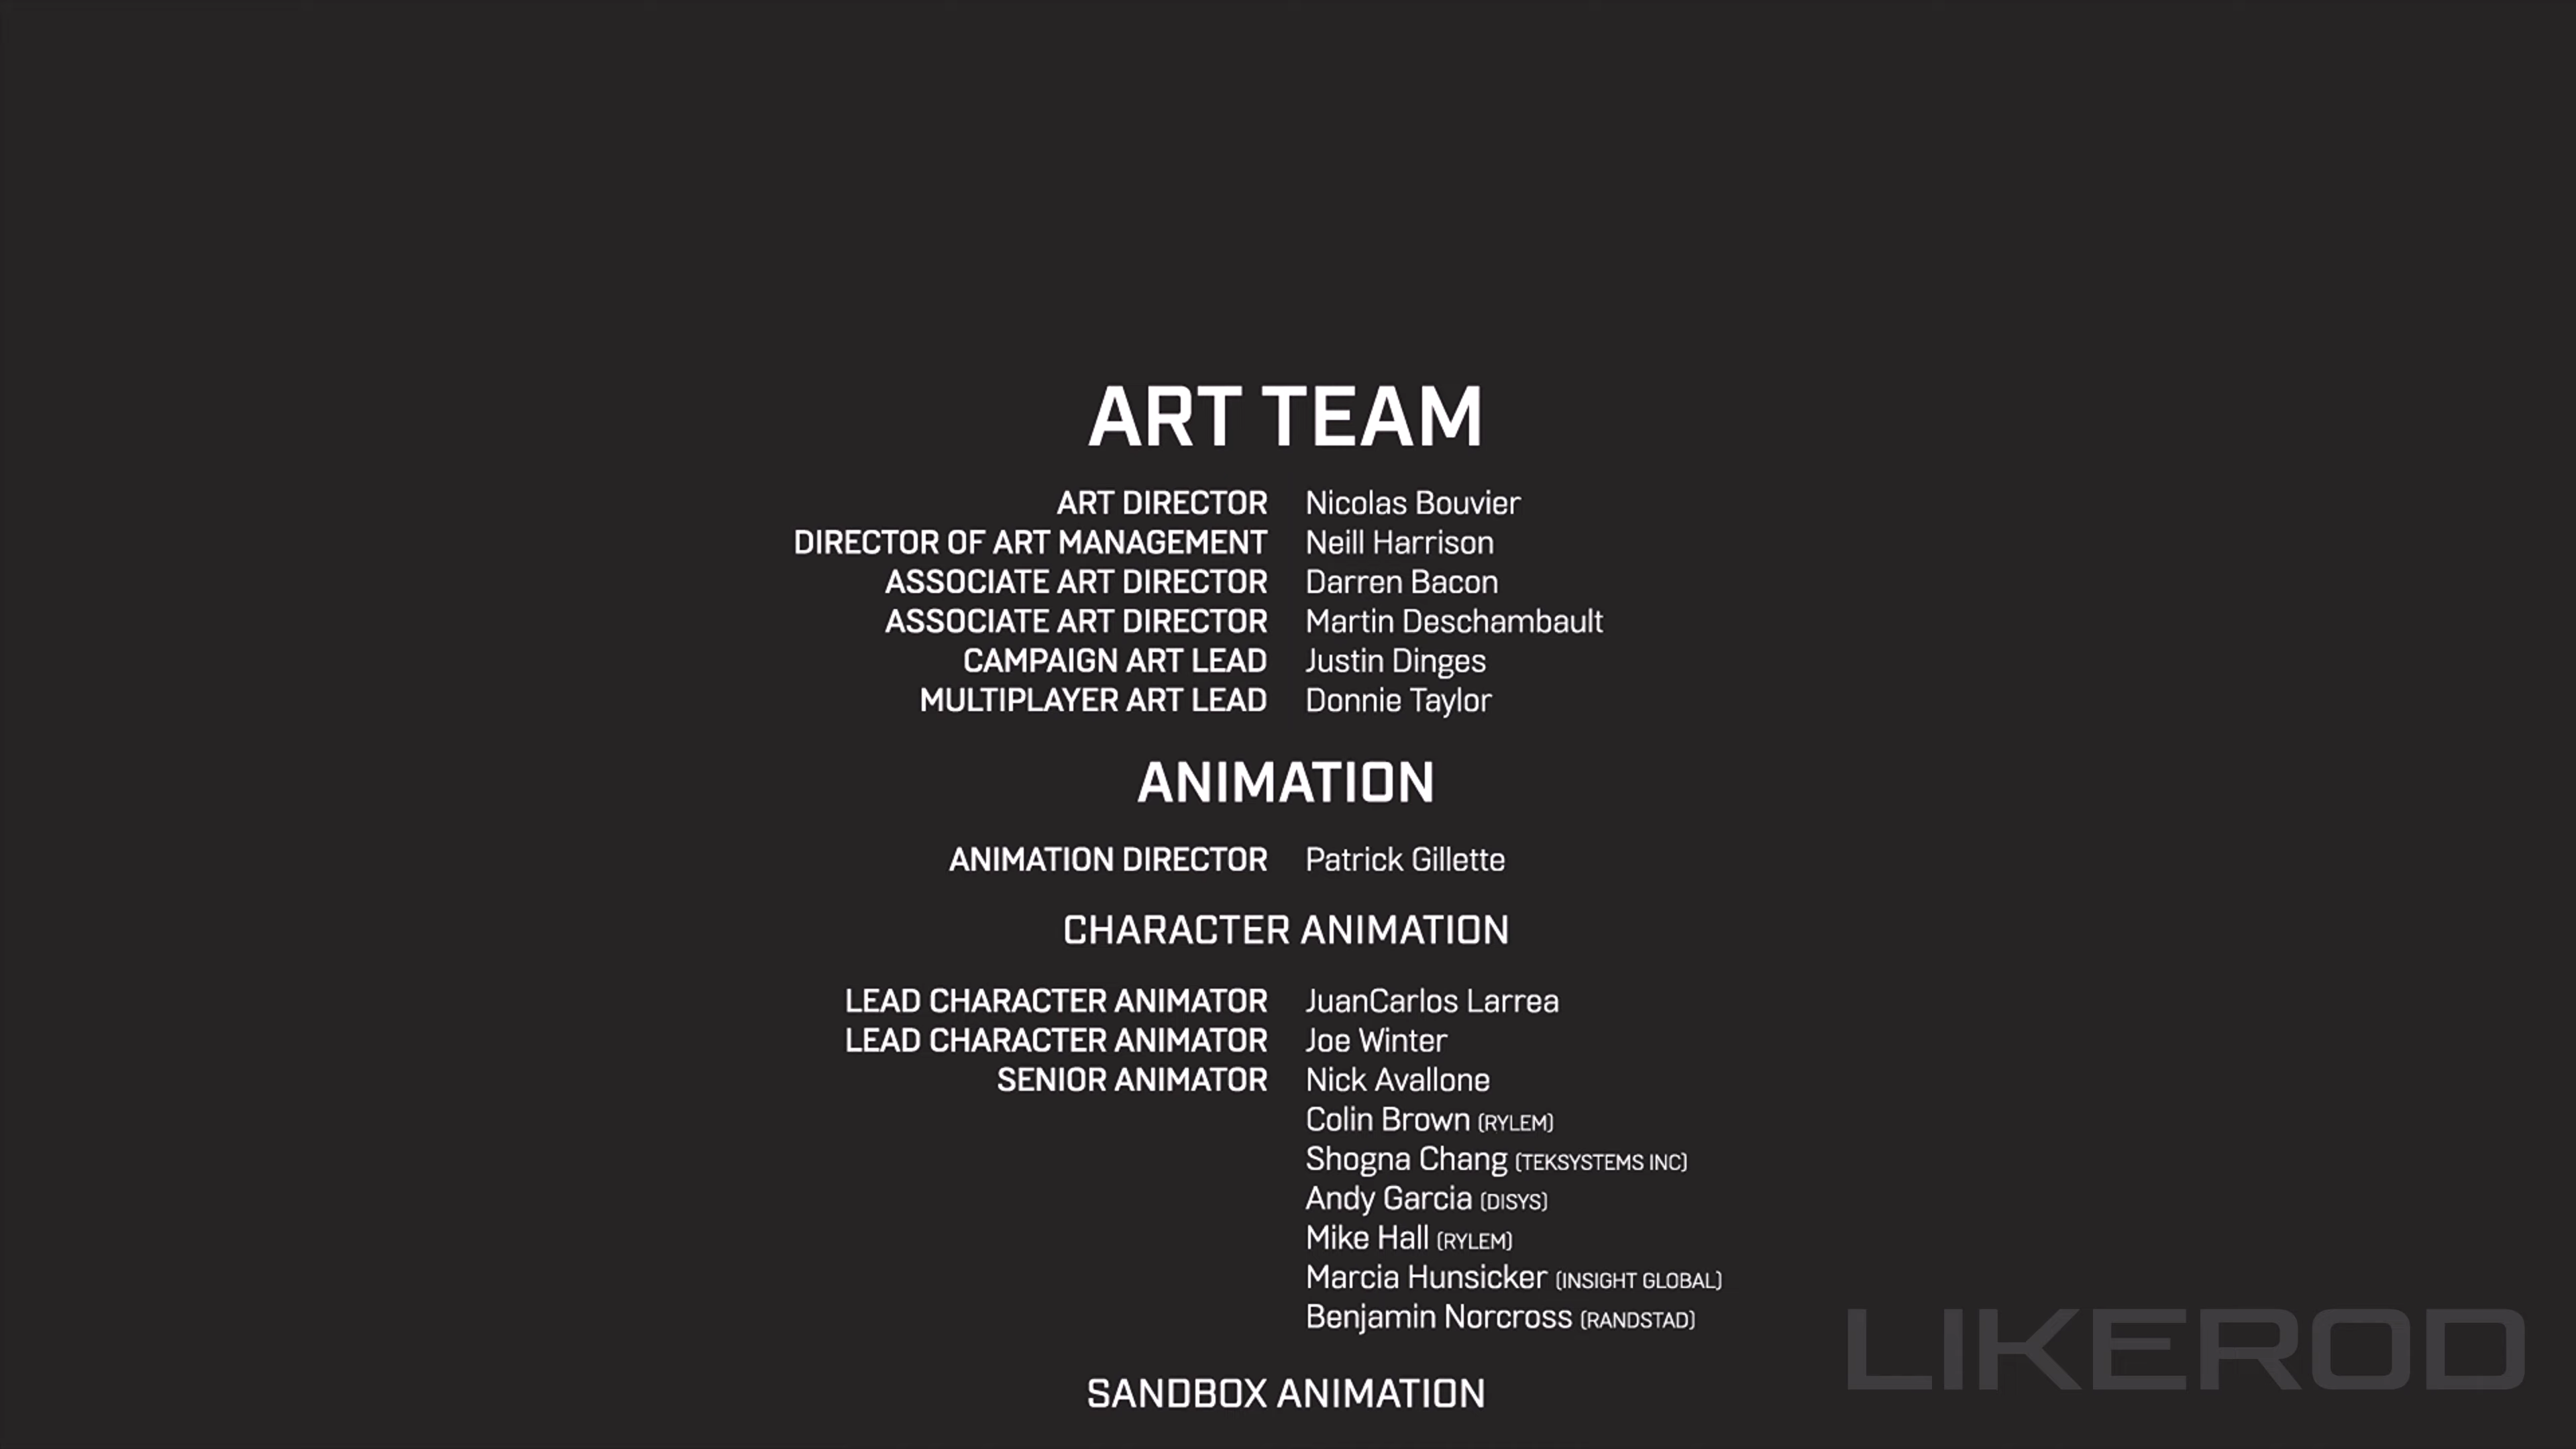 ART TEAM
ART DIRECTOR Nicolas Bouvier
DIRECTOR OF ART MANAGEMENT Neill Harrison
ASSOCIATE ART DIRECTOR Darren Bacon
ASSOCIATE ART DIRECTOR Martin Deschambault
CAMPAIGN ART LEAD Justin Dinges
MULTIPLAYER ART LEAD Donnie Taylor
ANIMATION
ANIMATION DIRECTOR Patrick Gillette
CHARACTER ANIMATION
LEAD CHARACTER ANIMATOR JuanCarlos Larrea
LEAD CHARACTER ANIMATOR Joe Winter
SENIOR ANIMATOR Nick Avallone
Colin Brown (RYLEM)
Shogna Chang (TEKSYSTEMS INC)
Andy Garcia (DISYS)
Mike Hall (RYLEM)
Marcia Hunsicker (INSIGHT GLOBAL)
Benjamin Norcross (RANDSTAD)
SANDBOX ANIMATION
LIKEROD